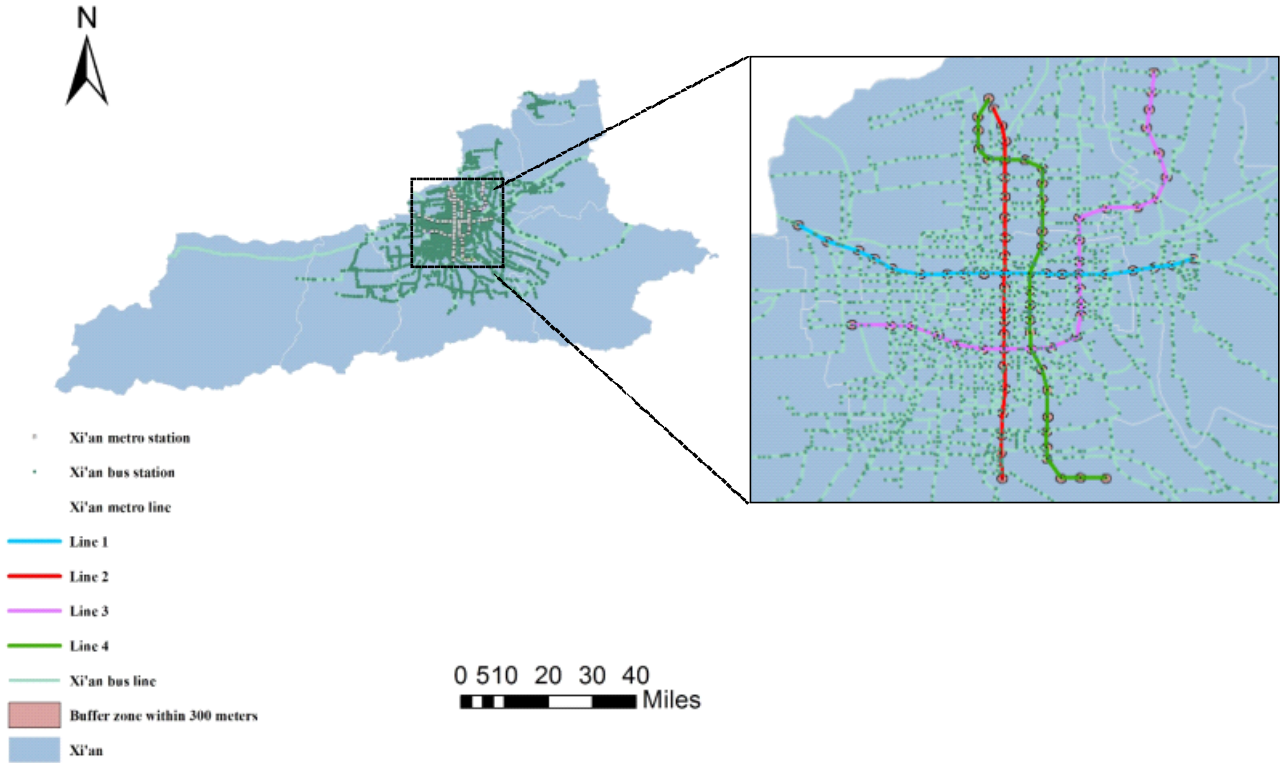 N
Xi'an metro station
Xi'an bus station
Xi'an metro line
Line 1
Line 2
Line 3
Line 4
Xi'an bus line
Buffer zone within 300 meters
Xi'an
0 510 20 30 40
Miles